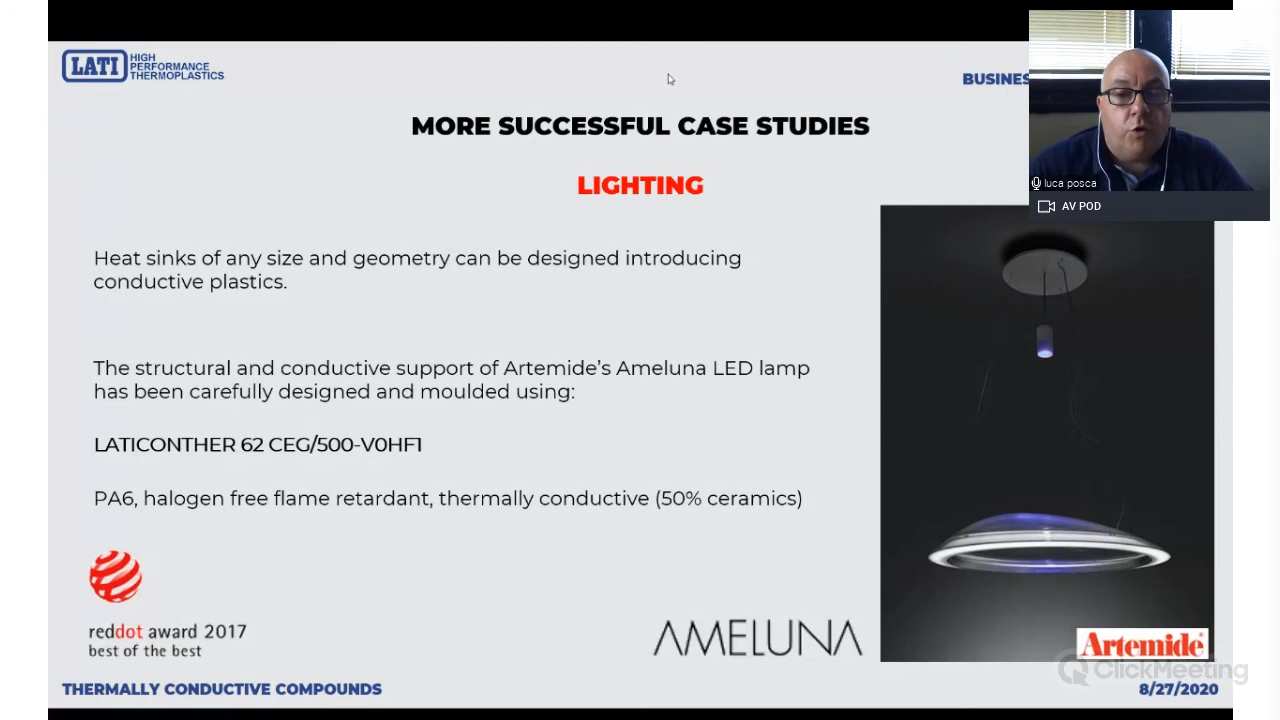 LATI HIGH
PERFORMANCE
THERMOPLASTICS
BUSINES
MORE SUCCESSFUL CASE STUDIES
LIGHTING
luca posca
AV POD
Heat sinks of any size and geometry can be designed introducing
conductive plastics.
The structural and conductive support of Artemide's Ameluna LED lamp
has been carefully designed and moulded using:
LATICONTHER 62 CEG/500-V0HF1
PA6, halogen free flame retardant, thermally conductive (50% ceramics)
reddot award 2017
best of the best
AMELUNA
Artemide®
ClickMeeting
THERMALLY CONDUCTIVE COMPOUNDS
8/27/2020